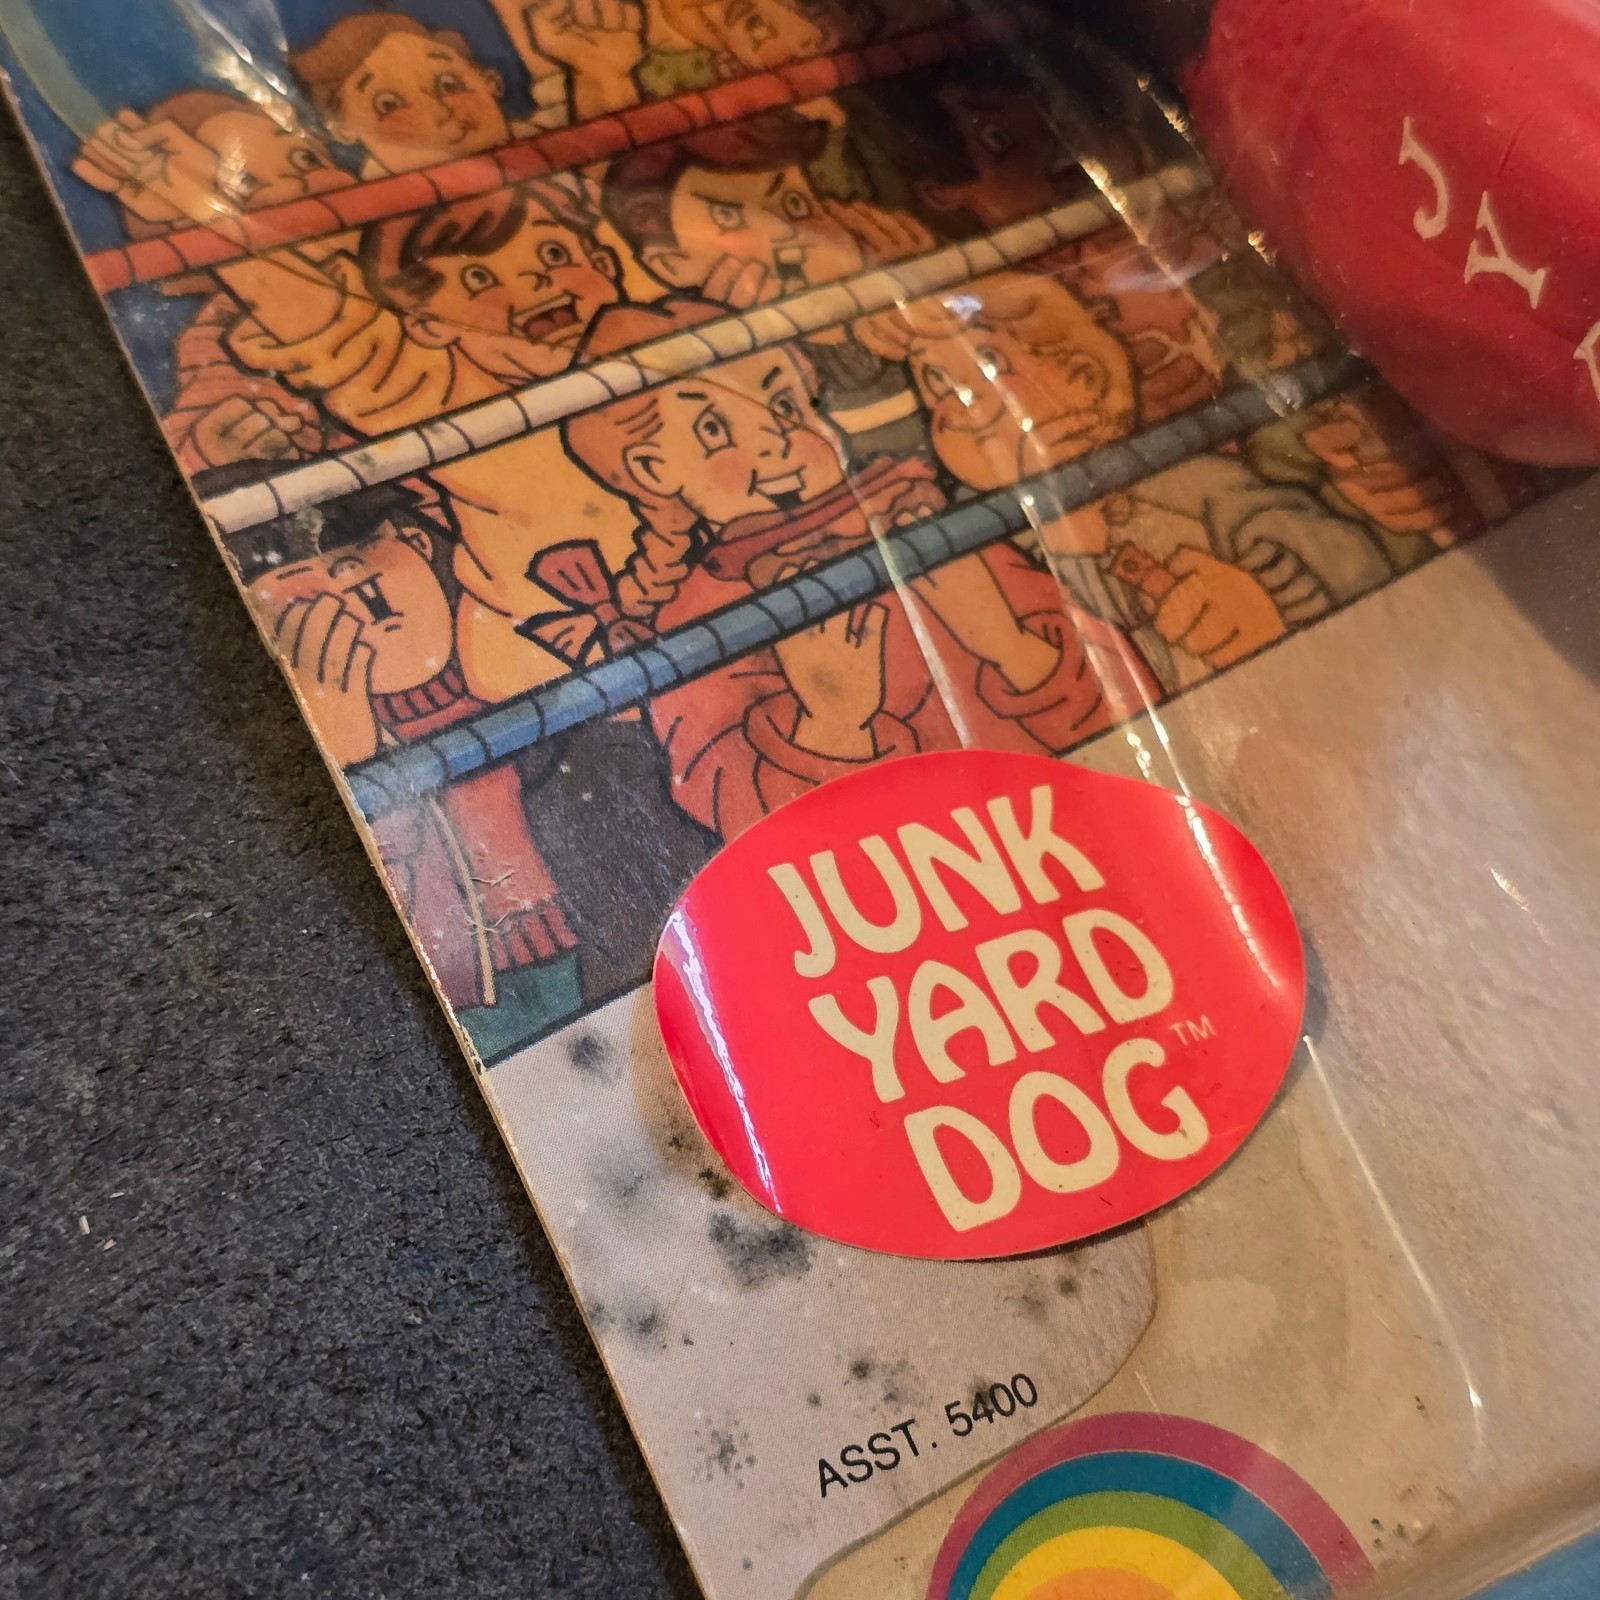 J
Y
JUNK
YARD
DOG™
ASST. 5400